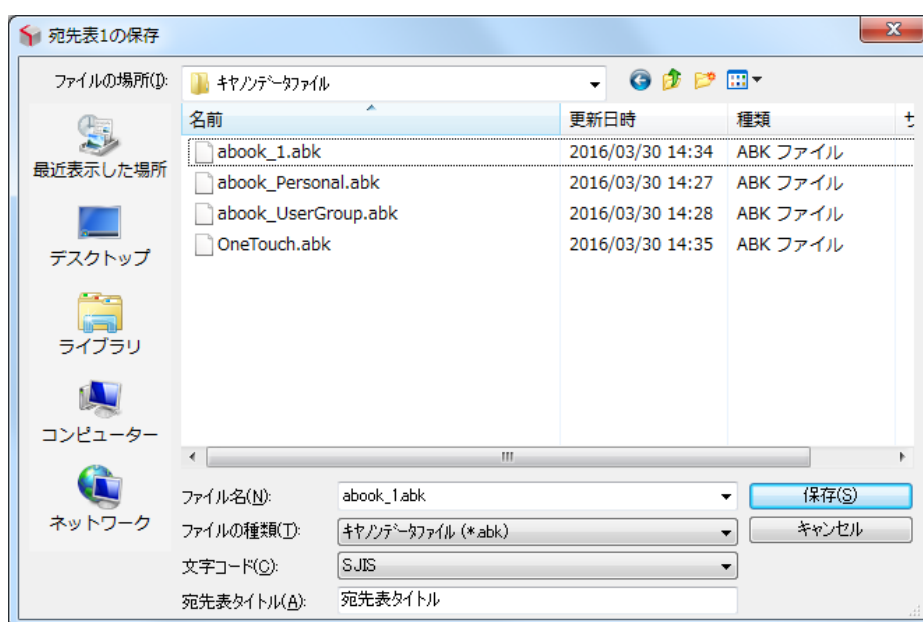 宛先表1の保存
ファイルの場所(I):
キヤノンデータファイル
名前 更新日時 種類 サ
abook_1.abk 2016/03/30 14:34 ABK ファイル
abook_Personal.abk 2016/03/30 14:27 ABK ファイル
abook_UserGroup.abk 2016/03/30 14:28 ABK ファイル
OneTouch.abk 2016/03/30 14:35 ABK ファイル
最近表示した場所
デスクトップ
ライブラリ
コンピューター
ネットワーク
ファイル名(N): abook_1.abk 保存(S)
ファイルの種類(T): キヤノンデータファイル (*.abk) キャンセル
文字コード(C): SJIS
宛先表タイトル(A): 宛先表タイトル